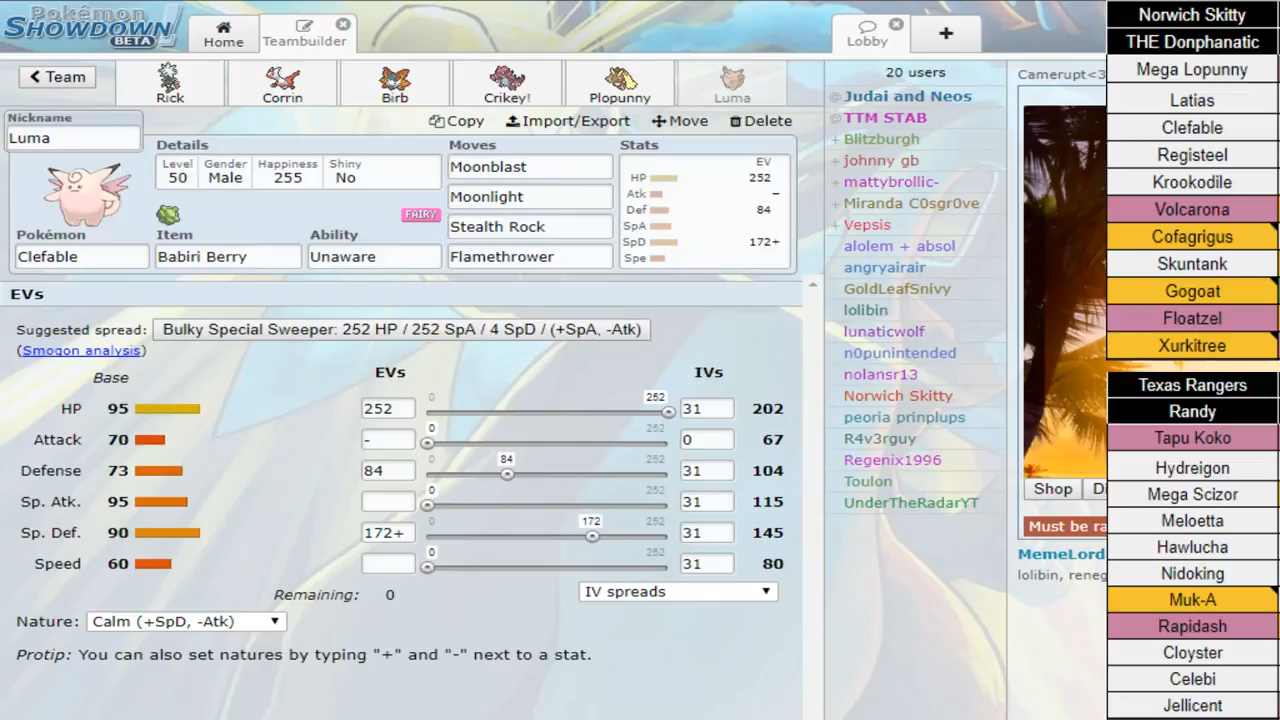 Pokémon
SHOWDOWN!
BETA
Home
Teambuilder
Lobby
+
< Team
Rick
Corrin
Birb
Crikey!
Plopunny
Luma
Nickname
Luma
Copy
Import/Export
Move
Delete
Details
Level
50
Gender
Male
Happiness
255
Shiny
No
FAIRY
Pokémon
Clefable
Item
Babiri Berry
Ability
Unaware
Moves
Moonblast
Moonlight
Stealth Rock
Flamethrower
Stats
EV
HP 252
Atk –
Def 84
SpA
SpD 172+
Spe
EVs
Suggested spread: Bulky Special Sweeper: 252 HP / 252 SpA / 4 SpD / (+SpA, -Atk)
(Smogon analysis)
Base EVs IVs
HP 95 252 0 252 31 202
Attack 70 - 0 252 0 67
Defense 73 84 0 84 252 31 104
Sp. Atk. 95 0 252 31 115
Sp. Def. 90 172+ 0 172 252 31 145
Speed 60 0 252 31 80
Remaining: 0
IV spreads
Nature: Calm (+SpD, -Atk)
Protip: You can also set natures by typing "+" and "-" next to a stat.
20 users
@Judai and Neos
@TTM STAB
+Blitzburgh
+johnny gb
+mattybrollic-
+Miranda C0sgr0ve
+Vepsis
alolem + absol
angryairair
GoldLeafSnivy
lolibin
lunaticwolf
n0punintended
nolansr13
Norwich Skitty
peoria prinplups
R4v3rguy
Regenix1996
Toulon
UnderTheRadarYT
Camerupt<3
Shop
Di
Must be ra
MemeLord
lolibin, reneg
Norwich Skitty
THE Donphanatic
Mega Lopunny
Latias
Clefable
Registeel
Krookodile
Volcarona
Cofagrigus
Skuntank
Gogoat
Floatzel
Xurkitree
Texas Rangers
Randy
Tapu Koko
Hydreigon
Mega Scizor
Meloetta
Hawlucha
Nidoking
Muk-A
Rapidash
Cloyster
Celebi
Jellicent